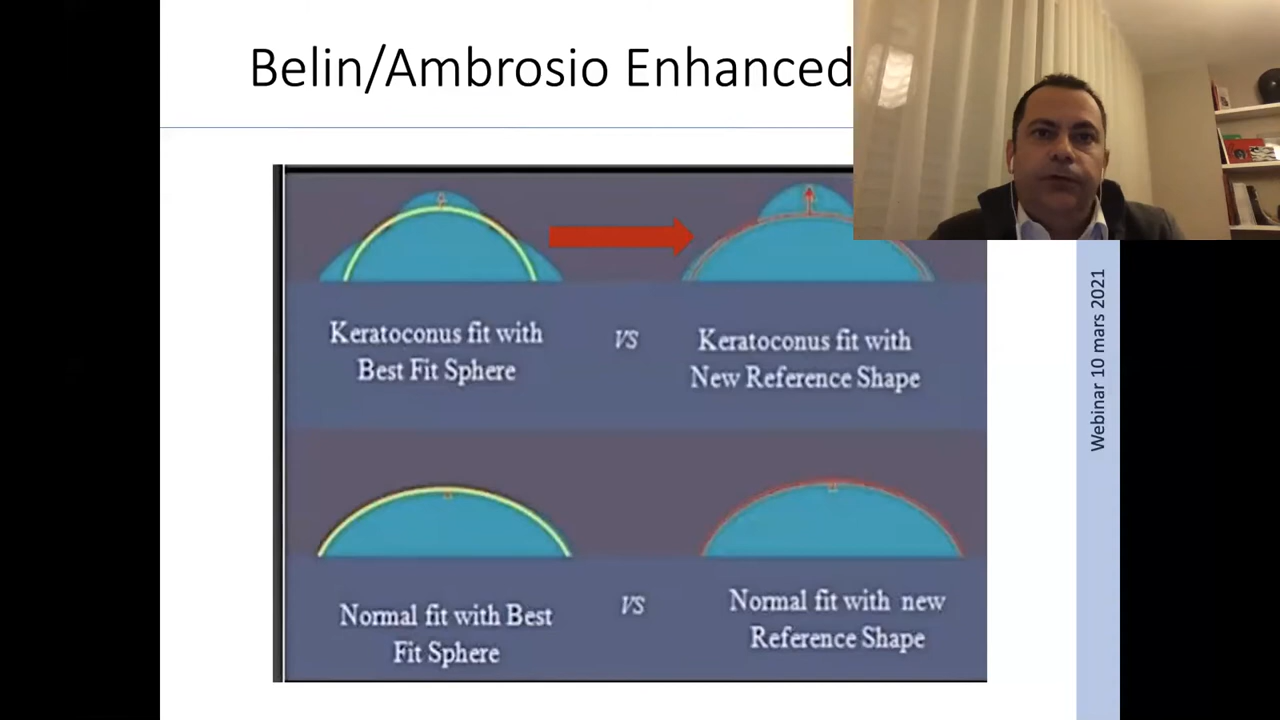 Belin/Ambrosio Enhanced
Keratoconus fit with
Best Fit Sphere
VS
Keratoconus fit with
New Reference Shape
Normal fit with Best
Fit Sphere
VS
Normal fit with new
Reference Shape
Webinar 10 mars 2021